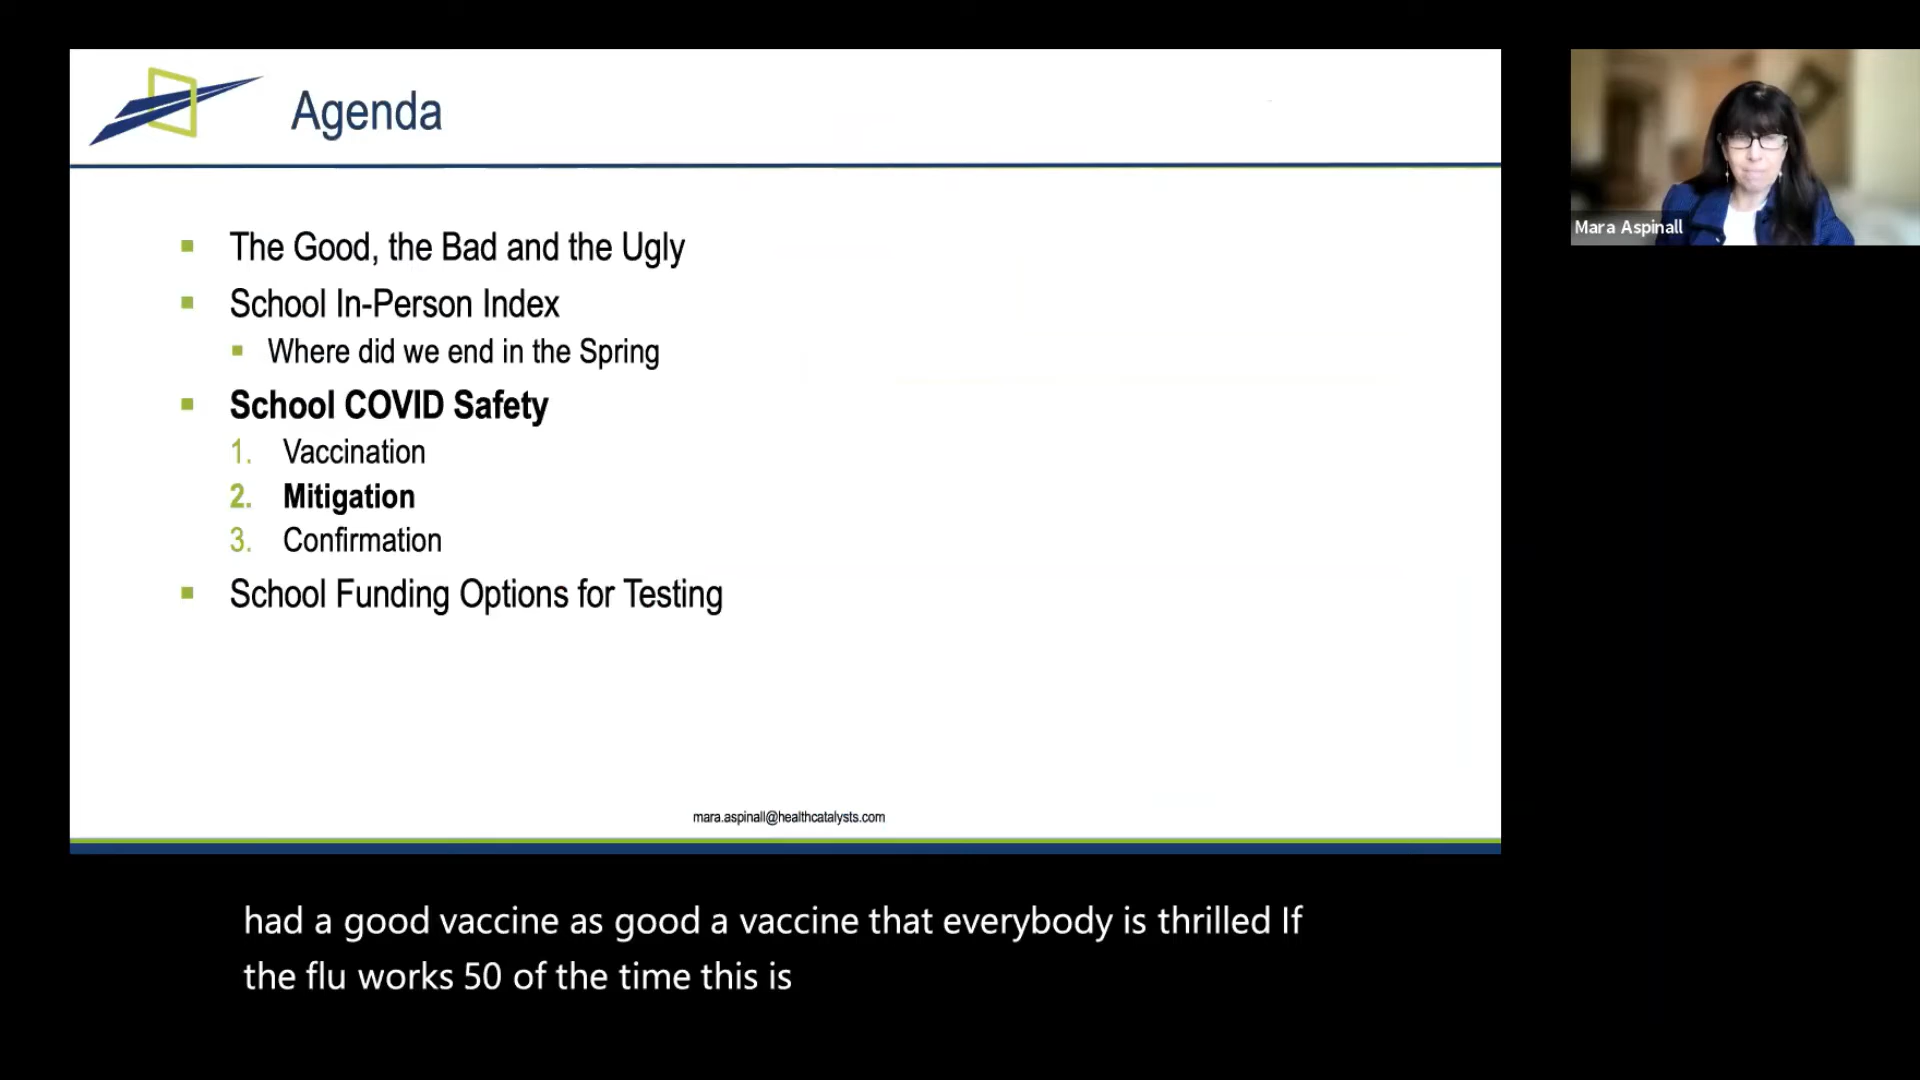 Agenda
The Good, the Bad and the Ugly
School In-Person Index
Where did we end in the Spring
School COVID Safety
1. Vaccination
2. Mitigation
3. Confirmation
School Funding Options for Testing
mara.aspinall@healthcatalysts.com
Mara Aspinall
had a good vaccine as good a vaccine that everybody is thrilled If
the flu works 50 of the time this is